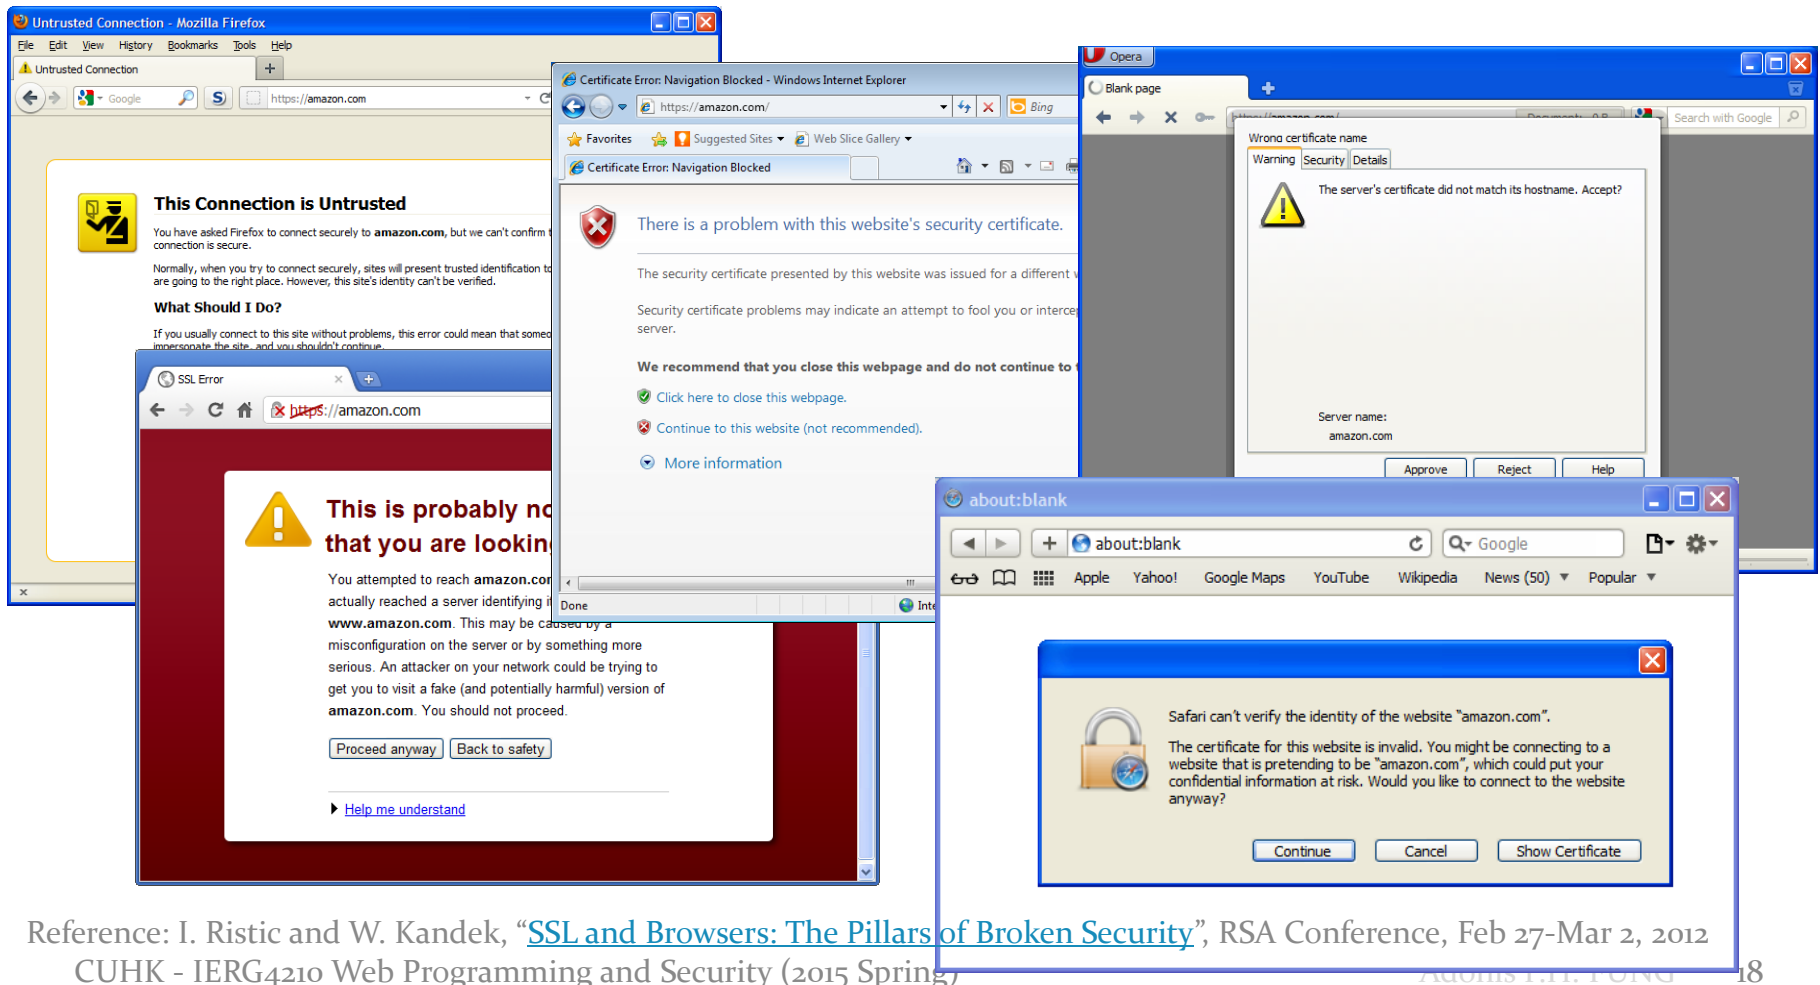 Untrusted Connection - Mozilla Firefox
File Edit View History Bookmarks Tools Help
Untrusted Connection
Google
https://amazon.com
This Connection is Untrusted
You have asked Firefox to connect securely to amazon.com, but we can't confirm
connection is secure.
Normally, when you try to connect securely, sites will present trusted identification to
are going to the right place. However, this site's identity can't be verified.
What Should I Do?
If you usually connect to this site without problems, this error could mean that
impersonate the site, and you shouldn't continue.
SSL Error
https://amazon.com
This is probably
that you are
You attempted to reach
actually reached a server identifying
www.amazon.com. This may be caused by a
misconfiguration on the server or by something more
serious. An attacker on your network could be trying to
get you to visit a fake (and potentially harmful) version of
amazon.com. You should not proceed.
Proceed anyway Back to safety
Help me understand
Certificate Error: Navigation Blocked - Windows Internet Explorer
https://amazon.com/
Bing
Favorites Suggested Sites Web Slice Gallery
Certificate Error: Navigation Blocked
There is a problem with this website's security certificate.
The security certificate presented by this website was issued for a different
Security certificate problems may indicate an attempt to fool you or
server.
We recommend that you close this webpage and do not continue to
Click here to close this webpage.
Continue to this website (not recommended).
More information
Done
Opera
Blank page
Search with Google
Wrong certificate name
Warning Security Details
The server's certificate did not match its hostname. Accept?
Server name:
amazon.com
Approve Reject Help
about:blank
about:blank
Google
Apple Yahoo! Google Maps YouTube Wikipedia News (50) Popular
Safari can't verify the identity of the website “amazon.com”.
The certificate for this website is invalid. You might be connecting to a
website that is pretending to be “amazon.com”, which could put your
confidential information at risk. Would you like to connect to the website
anyway?
Continue Cancel Show Certificate
Reference: I. Ristic and W. Kandek, “SSL and Browsers: The Pillars of Broken Security”, RSA Conference, Feb 27-Mar 2, 2012
CUHK - IERG4210 Web Programming and Security (2015 Spring)
18